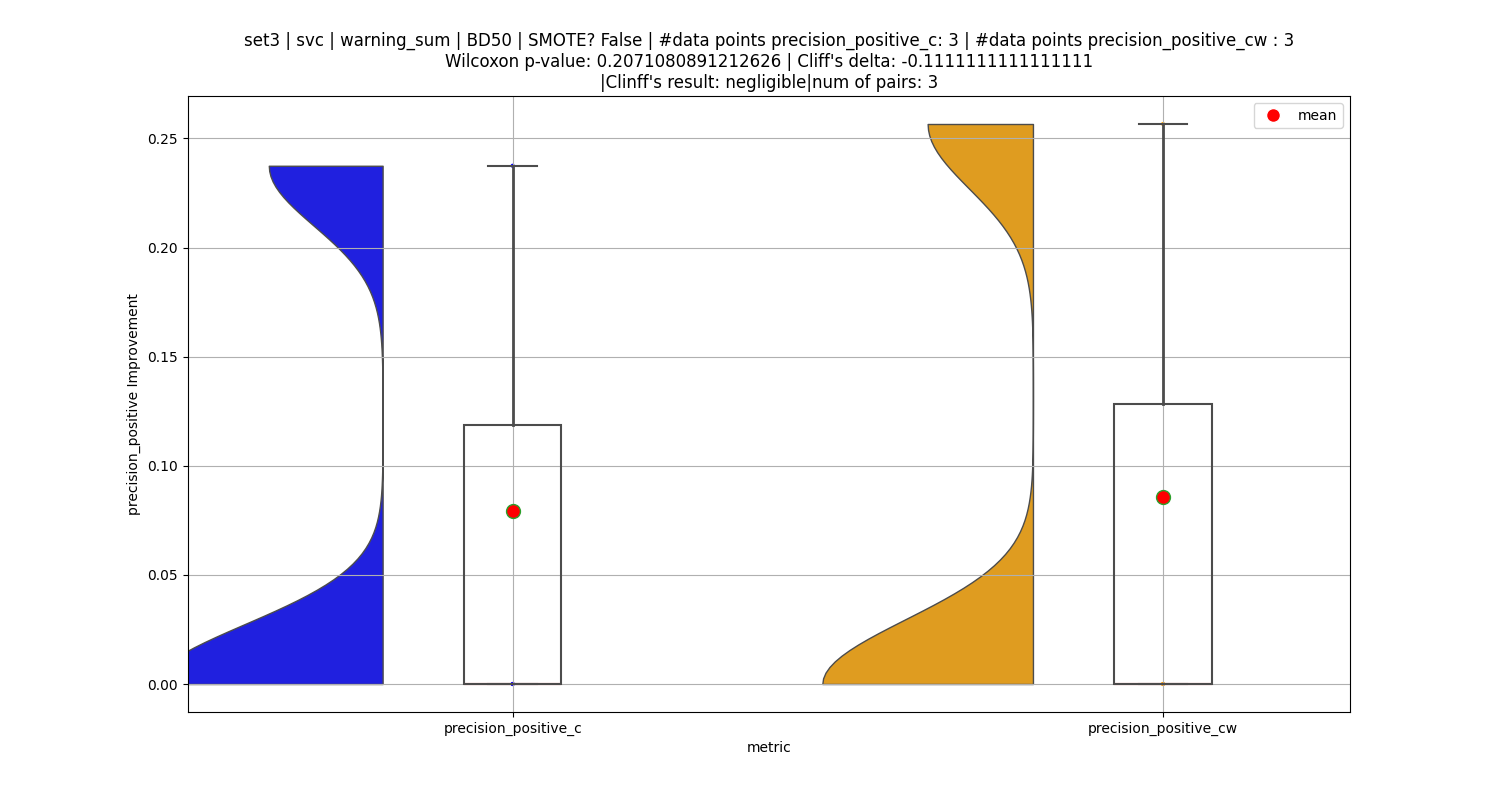 set3 | svc | warning_sum | BD50 | SMOTE? False | #data points precision_positive_c: 3 | #data points precision_positive_cw : 3
Wilcoxon p-value: 0.2071080891212626 | Cliff's delta: -0.1111111111111111
|Clinff's result: negligible|num of pairs: 3
mean
0.25
0.20
0.15
0.10
0.05
0.00
precision_positive Improvement
precision_positive_c
precision_positive_cw
metric